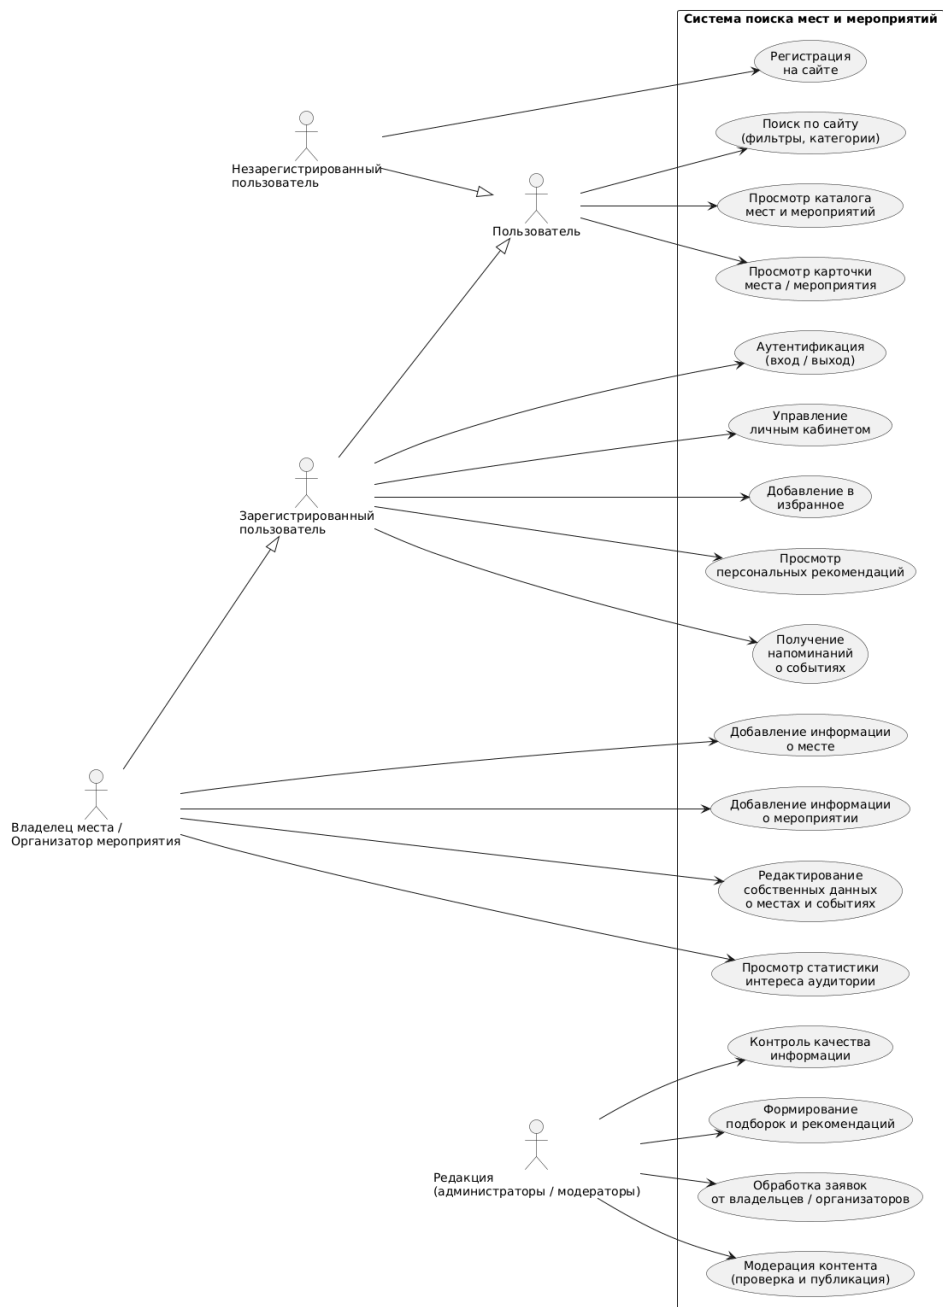 Система поиска мест и мероприятий
Регистрация
на сайте
Поиск по сайту
(фильтры, категории)
Незарегистрированный
пользователь
Просмотр каталога
мест и мероприятий
Пользователь
Просмотр карточки
места / мероприятия
Аутентификация
(вход / выход)
Управление
личным кабинетом
Добавление в
избранное
Зарегистрированный
пользователь
Просмотр
персональных рекомендаций
Получение
напоминаний
о событиях
Добавление информации
о месте
Добавление информации
о мероприятии
Владелец места /
Организатор мероприятия
Редактирование
собственных данных
о местах и событиях
Просмотр статистики
интереса аудитории
Контроль качества
информации
Формирование
подборок и рекомендаций
Редакция
(администраторы / модераторы)
Обработка заявок
от владельцев / организаторов
Модерация контента
(проверка и публикация)